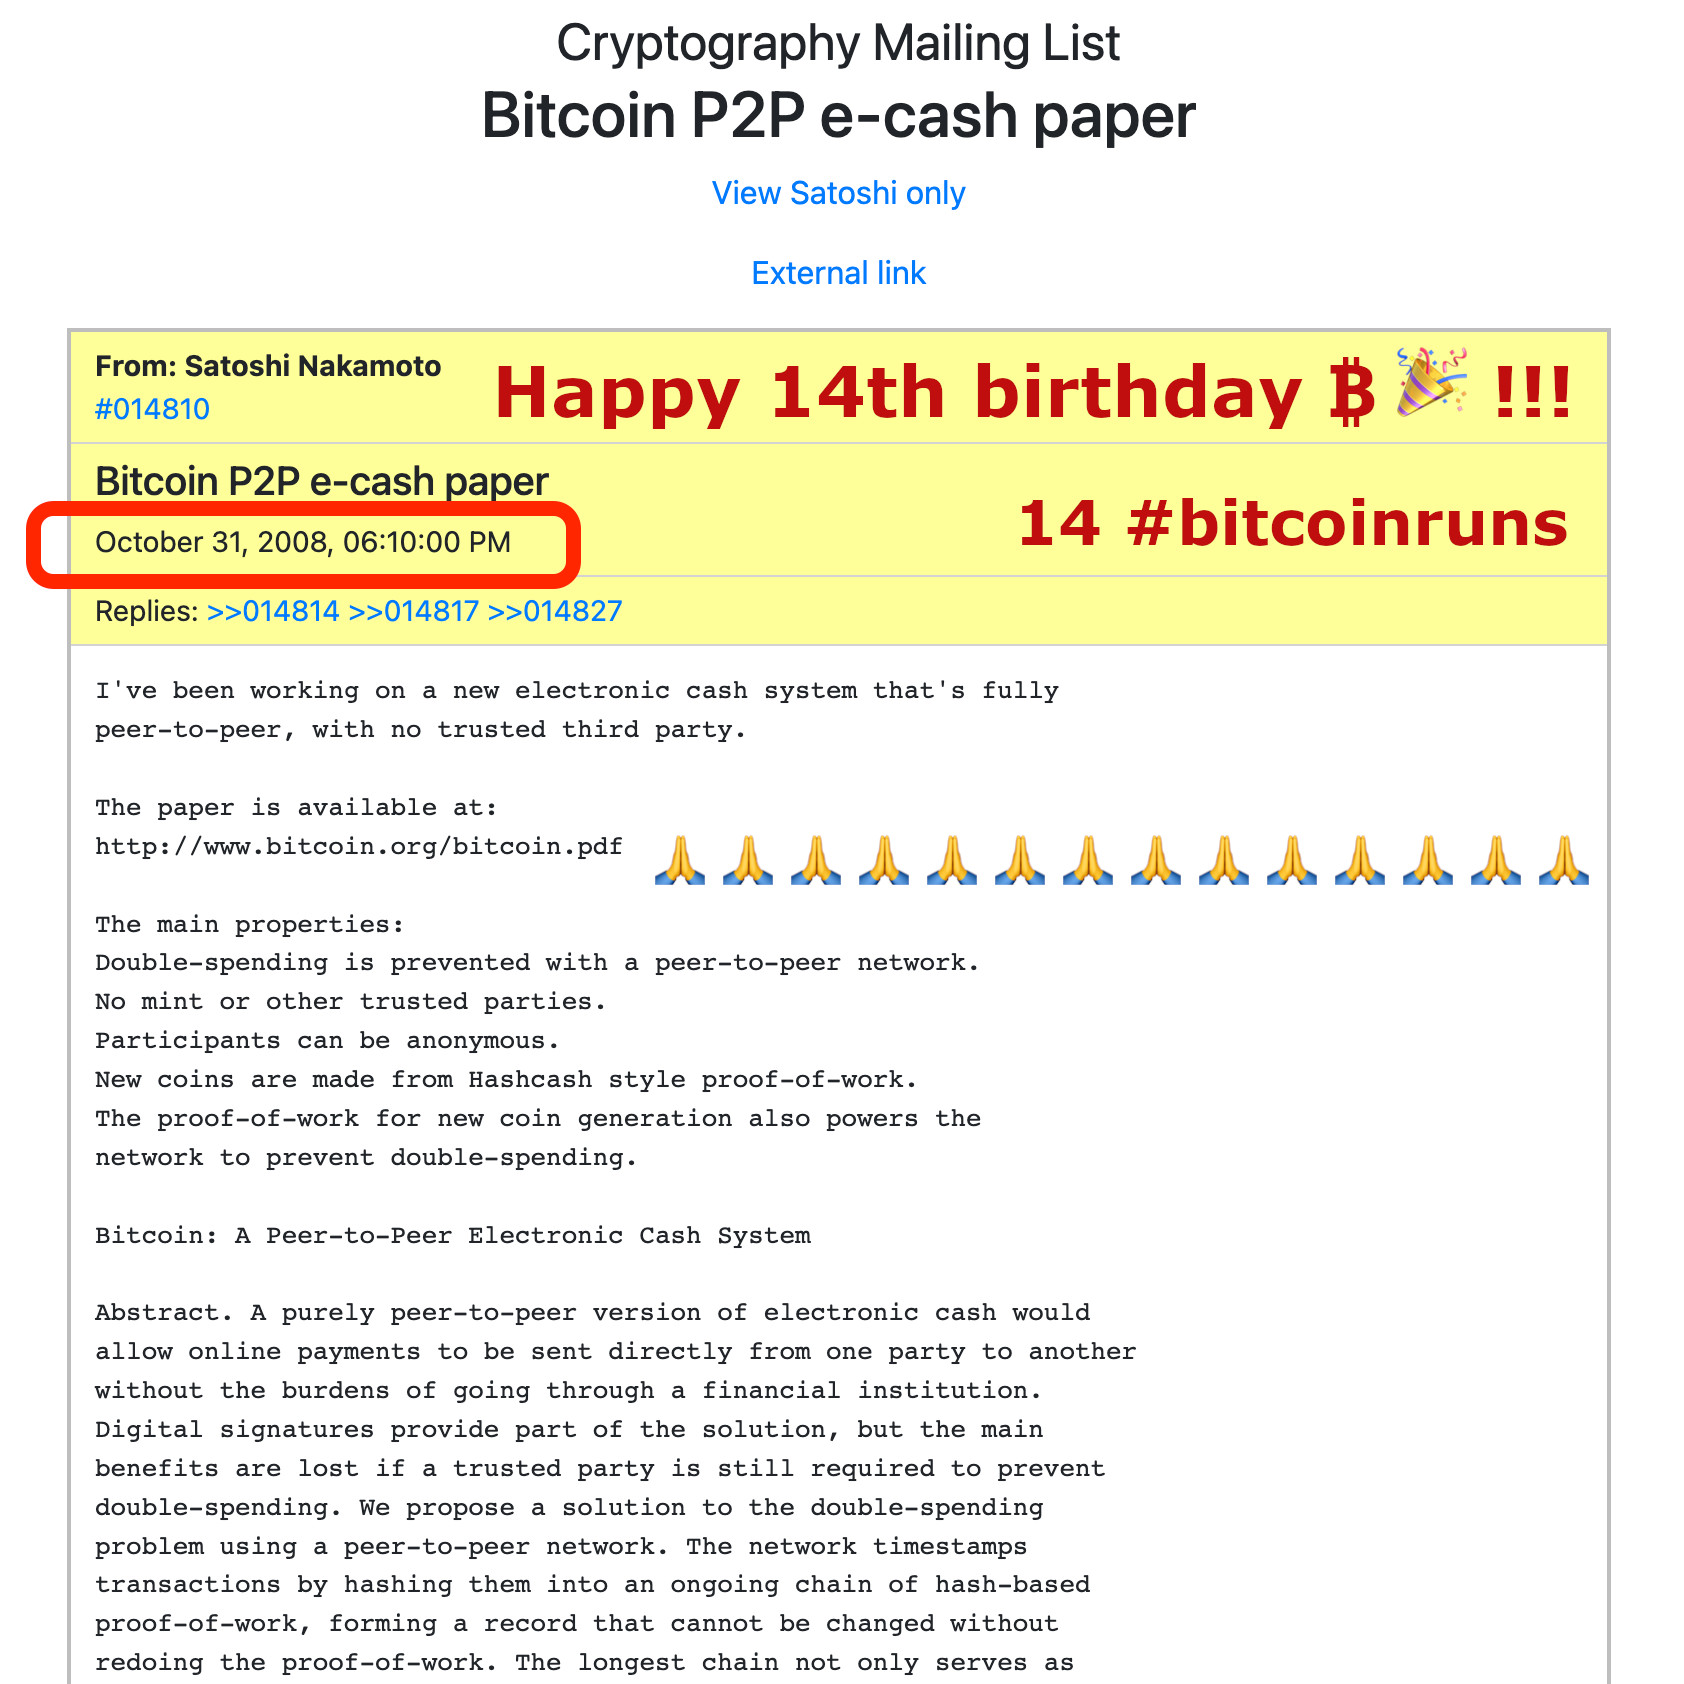 Cryptography Mailing List
Bitcoin P2P e-cash paper
View Satoshi only
External link
From: Satoshi Nakamoto
#014810
Happy 14th birthday ₿🎉 !!!
Bitcoin P2P e-cash paper
October 31, 2008, 06:10:00 PM
14 #bitcoinruns
Replies: >>014814 >>014817 >>014827
I've been working on a new electronic cash system that's fully
peer-to-peer, with no trusted third party.
The paper is available at:
http://www.bitcoin.org/bitcoin.pdf 🙏🙏🙏🙏🙏🙏🙏🙏🙏🙏🙏🙏🙏🙏
The main properties:
Double-spending is prevented with a peer-to-peer network.
No mint or other trusted parties.
Participants can be anonymous.
New coins are made from Hashcash style proof-of-work.
The proof-of-work for new coin generation also powers the
network to prevent double-spending.
Bitcoin: A Peer-to-Peer Electronic Cash System
Abstract. A purely peer-to-peer version of electronic cash would
allow online payments to be sent directly from one party to another
without the burdens of going through a financial institution.
Digital signatures provide part of the solution, but the main
benefits are lost if a trusted party is still required to prevent
double-spending. We propose a solution to the double-spending
problem using a peer-to-peer network. The network timestamps
transactions by hashing them into an ongoing chain of hash-based
proof-of-work, forming a record that cannot be changed without
redoing the proof-of-work. The longest chain not only serves as